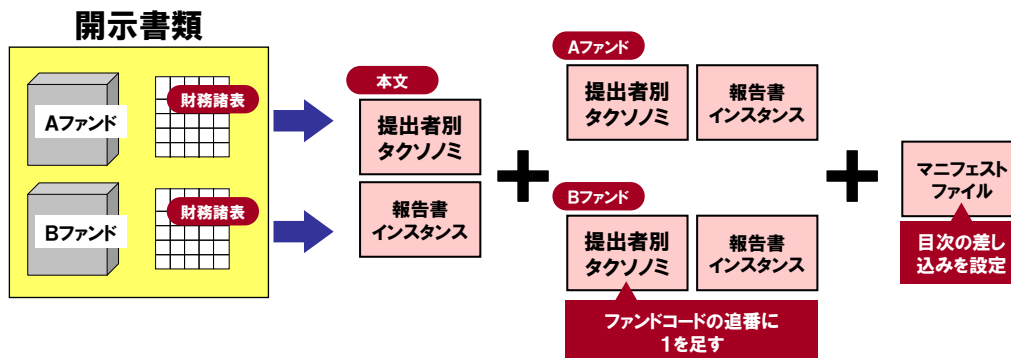 開示書類
Aファンド
財務諸表
Bファンド
財務諸表
本文
提出者別
タクソノミ
報告書
インスタンス
Aファンド
提出者別
タクソノミ
報告書
インスタンス
Bファンド
提出者別
タクソノミ
報告書
インスタンス
ファンドコードの追番に
1を足す
マニフェスト
ファイル
目次の差し
込みを設定